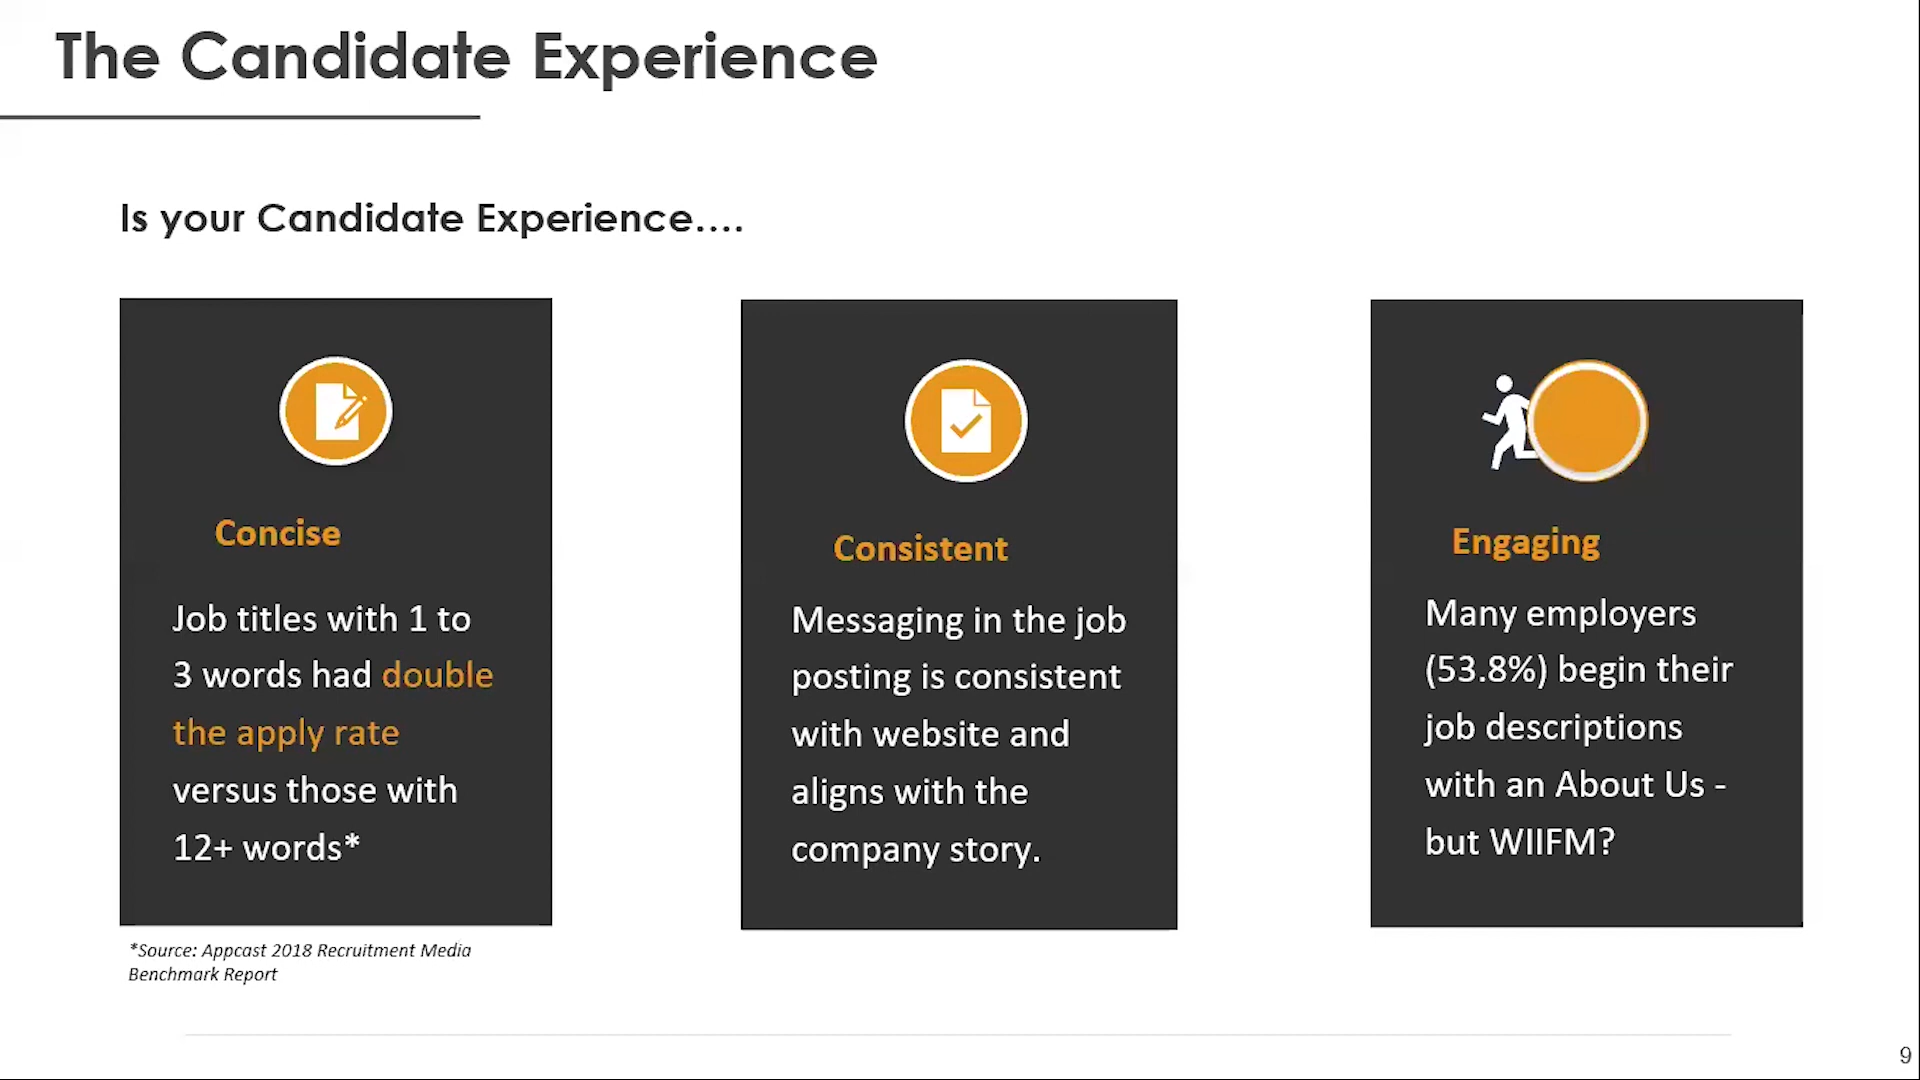 The Candidate Experience
Is your Candidate Experience....
Concise
Job titles with 1 to
3 words had double
the apply rate
versus those with
12+ words*
*Source: Appcast 2018 Recruitment Media
Benchmark Report
Consistent
Messaging in the job
posting is consistent
with website and
aligns with the
company story.
Engaging
Many employers
(53.8%) begin their
job descriptions
with an About Us -
but WIIFM?
9